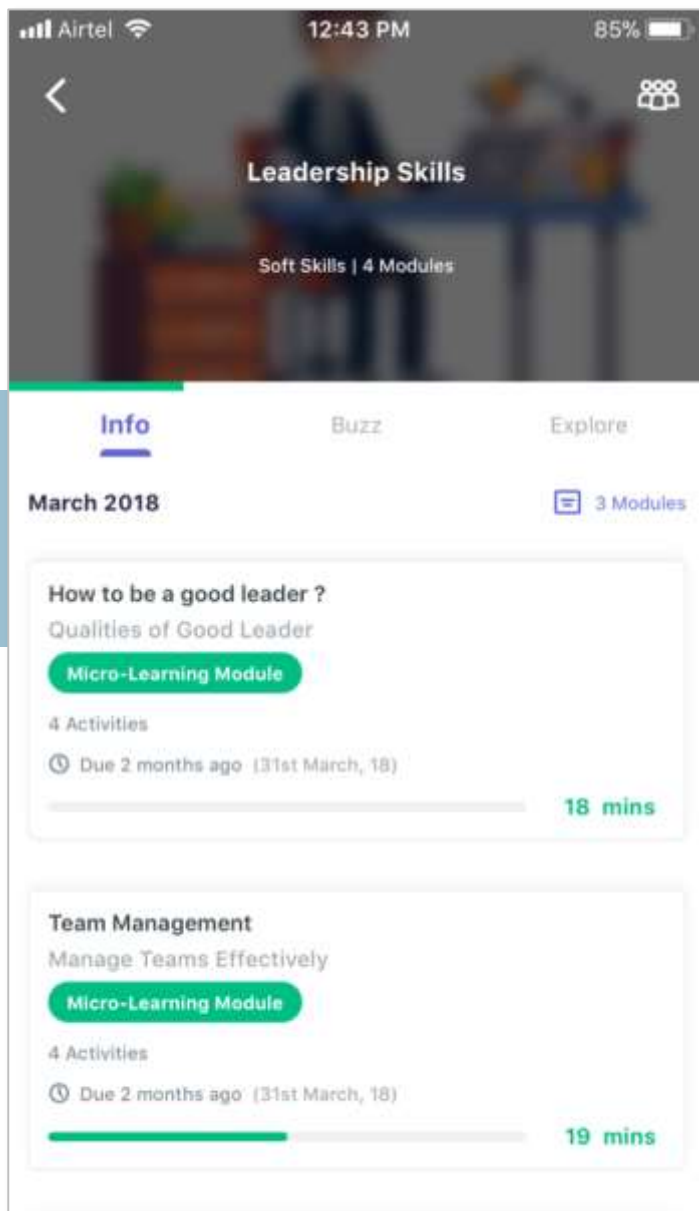 Airtel 12:43 PM 85%
Leadership Skills
Soft Skills | 4 Modules
Info Buzz Explore
March 2018 3 Modules
How to be a good leader ?
Qualities of Good Leader
Micro-Learning Module
4 Activities
Due 2 months ago (31st March, 18)
18 mins
Team Management
Manage Teams Effectively
Micro-Learning Module
4 Activities
Due 2 months ago (31st March, 18)
19 mins